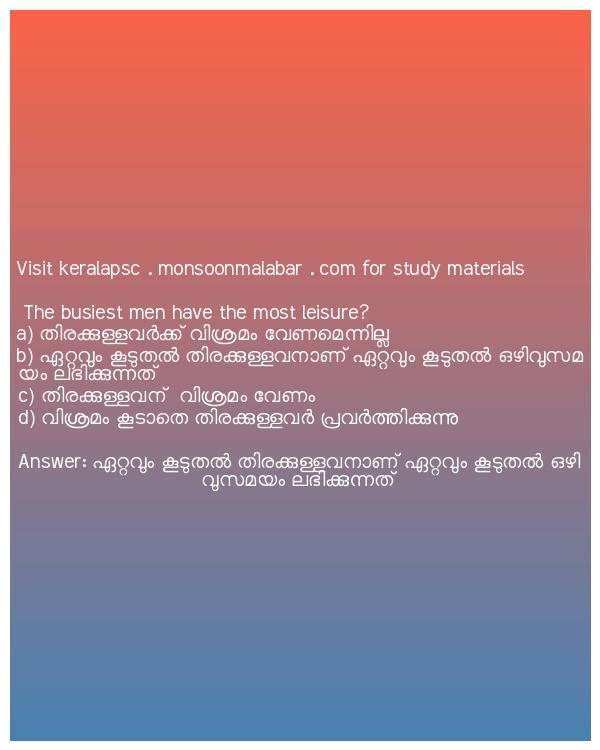 Visit keralapsc . monsoonmalabar . com for study materials
The busiest men have the most leisure?
a) തിരക്കുള്ളവർക്ക് വിശ്രമം വേണമെന്നില്ല
b) ഏറ്റവും കൂടുതൽ തിരക്കുള്ളവനാണ് ഏറ്റവും കൂടുതൽ ഒഴിവുസമ
യം ലഭിക്കുന്നത്
c) തിരക്കുള്ളവന്  വിശ്രമം വേണം
d) വിശ്രമം കൂടാതെ തിരക്കുള്ളവർ പ്രവർത്തിക്കുന്നു
Answer: ഏറ്റവും കൂടുതൽ തിരക്കുള്ളവനാണ് ഏറ്റവും കൂടുതൽ ഒഴി
വുസമയം ലഭിക്കുന്നത്